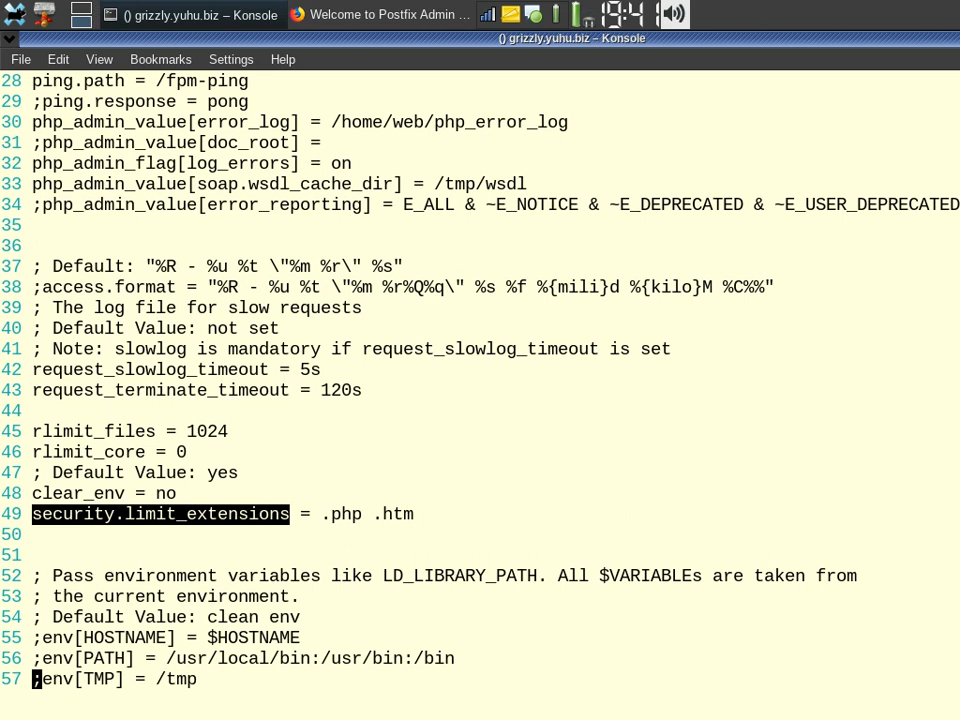 () grizzly.yuhu.biz – Konsole
Welcome to Postfix Admin ...
() grizzly.yuhu.biz – Konsole
File Edit View Bookmarks Settings Help
28 ping.path = /fpm-ping
29 ;ping.response = pong
30 php_admin_value[error_log] = /home/web/php_error_log
31 ;php_admin_value[doc_root] =
32 php_admin_flag[log_errors] = on
33 php_admin_value[soap.wsdl_cache_dir] = /tmp/wsdl
34 ;php_admin_value[error_reporting] = E_ALL & ~E_NOTICE & ~E_DEPRECATED & ~E_USER_DEPRECATED
35
36
37 ; Default: "%R - %u %t \"%m %r\" %s"
38 ;access.format = "%R - %u %t \"%m %r%Q%q\" %s %f %{mili}d %{kilo}M %C%%"
39 ; The log file for slow requests
40 ; Default Value: not set
41 ; Note: slowlog is mandatory if request_slowlog_timeout is set
42 request_slowlog_timeout = 5s
43 request_terminate_timeout = 120s
44
45 rlimit_files = 1024
46 rlimit_core = 0
47 ; Default Value: yes
48 clear_env = no
49 security.limit_extensions = .php .htm
50
51
52 ; Pass environment variables like LD_LIBRARY_PATH. All $VARIABLEs are taken from
53 ; the current environment.
54 ; Default Value: clean env
55 ;env[HOSTNAME] = $HOSTNAME
56 ;env[PATH] = /usr/local/bin:/usr/bin:/bin
57 ;env[TMP] = /tmp